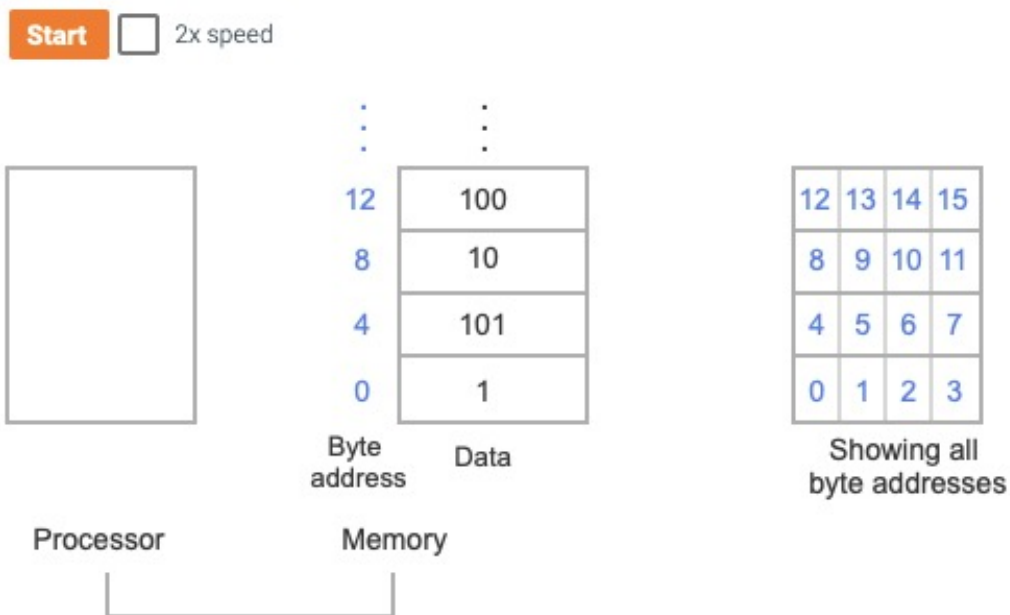 Start 2x speed
12 100 12 13 14 15
8 10 8 9 10 11
4 101 4 5 6 7
0 1 0 1 2 3
Byte address
Data
Showing all
byte addresses
Processor Memory